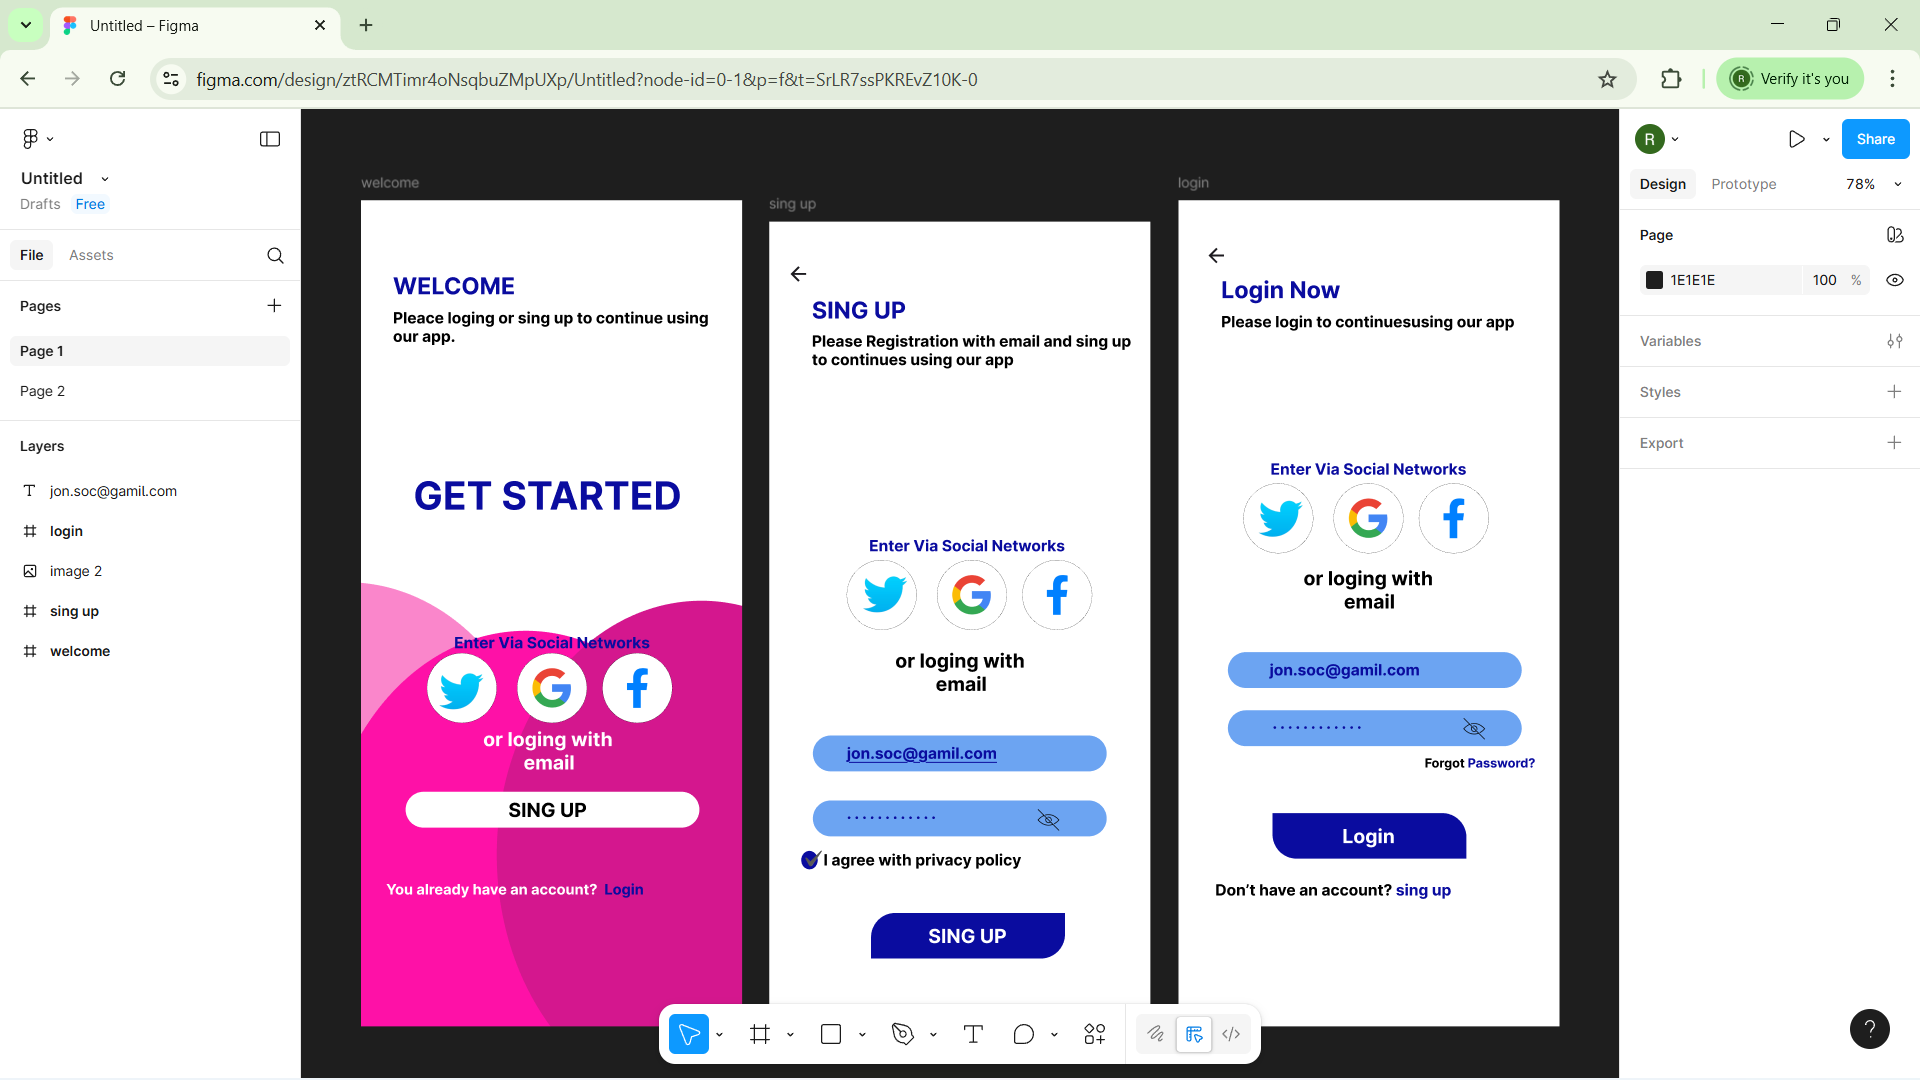 Untitled – Figma
figma.com/design/ztRCMTimr4oNsqbuZMpUXp/Untitled?node-id=0-1&p=f&t=SrLR7ssPKREvZ10K-0
R
Verify it's you
Untitled
Drafts
Free
File
Assets
Pages
Page 1
Page 2
Layers
jon.soc@gamil.com
login
image 2
sing up
welcome
welcome
WELCOME
Pleace loging or sing up to continue using
our app.
GET STARTED
Enter Via Social Networks
or loging with
email
SING UP
You already have an account? Login
sing up
SING UP
Please Registration with email and sing up
to continues using our app
Enter Via Social Networks
or loging with
email
jon.soc@gamil.com
............
I agree with privacy policy
SING UP
login
Login Now
Please login to continuesusing our app
Enter Via Social Networks
or loging with
email
jon.soc@gamil.com
............
Forgot Password?
Login
Don't have an account? sing up
R
Share
Design
Prototype
78%
Page
1E1E1E
100
%
Variables
Styles
Export
?